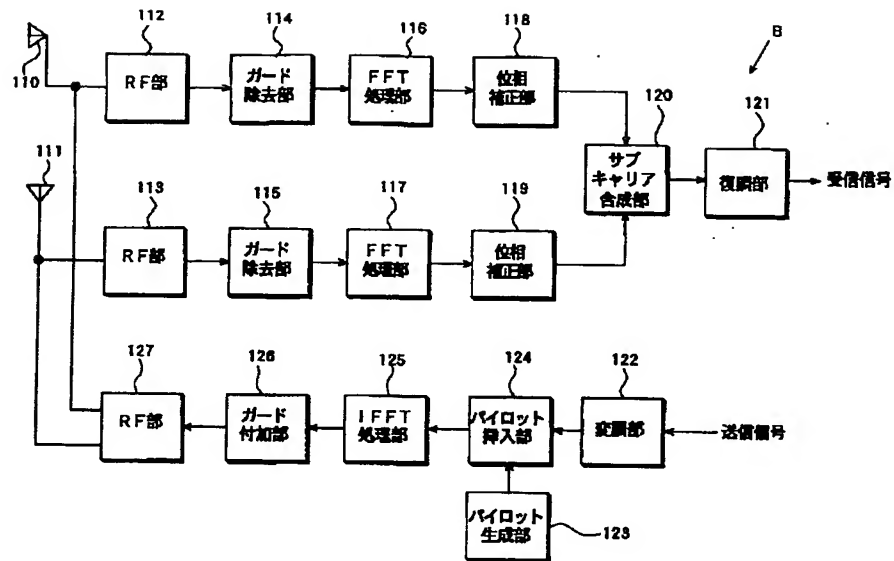 112
114
116
118
B
110
RF部
ガード
除去部
FFT
処理部
位相
補正部
120
121
サブ
キャリア
合成部
復調部
受信信号
111
113
115
117
119
RF部
ガード
除去部
FFT
処理部
位相
補正部
127
126
125
124
122
RF部
ガード
付加部
IFFT
処理部
パイロット
挿入部
変調部
送信信号
パイロット
生成部
123